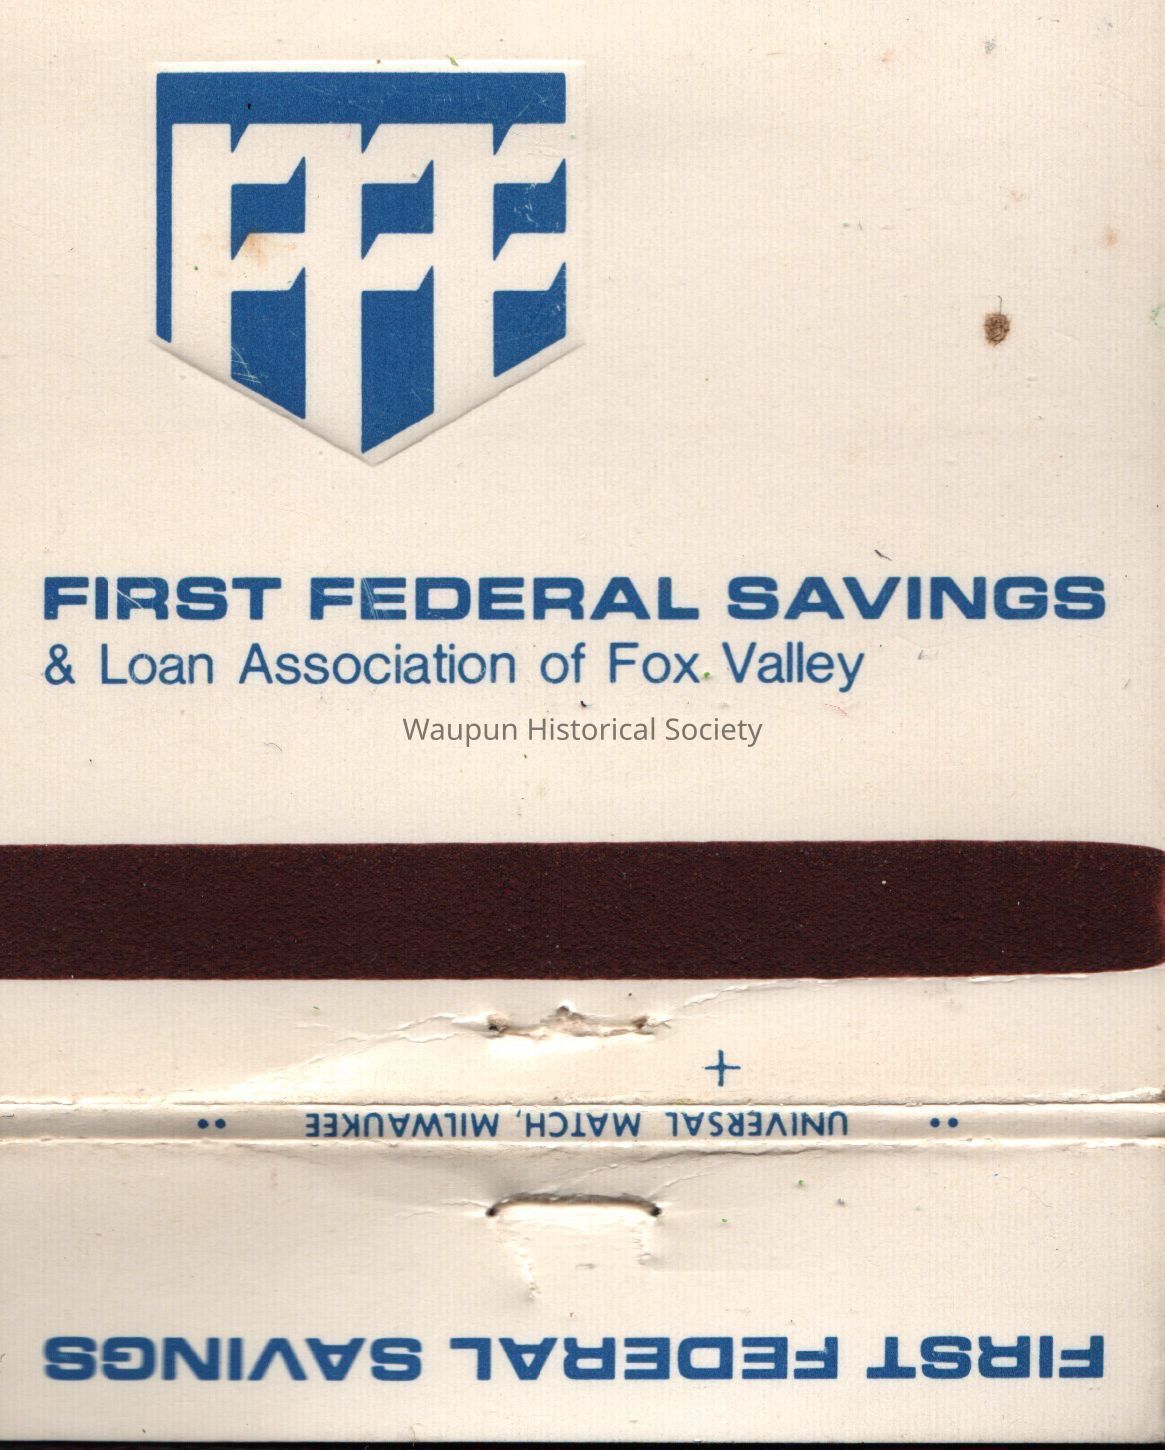 FFF
FIRST FEDERAL SAVINGS
& Loan Association of Fox Valley
Waupun Historical Society
UNIVERSAL MATCH, MILWAUKEE
FIRST FEDERAL SAVINGS